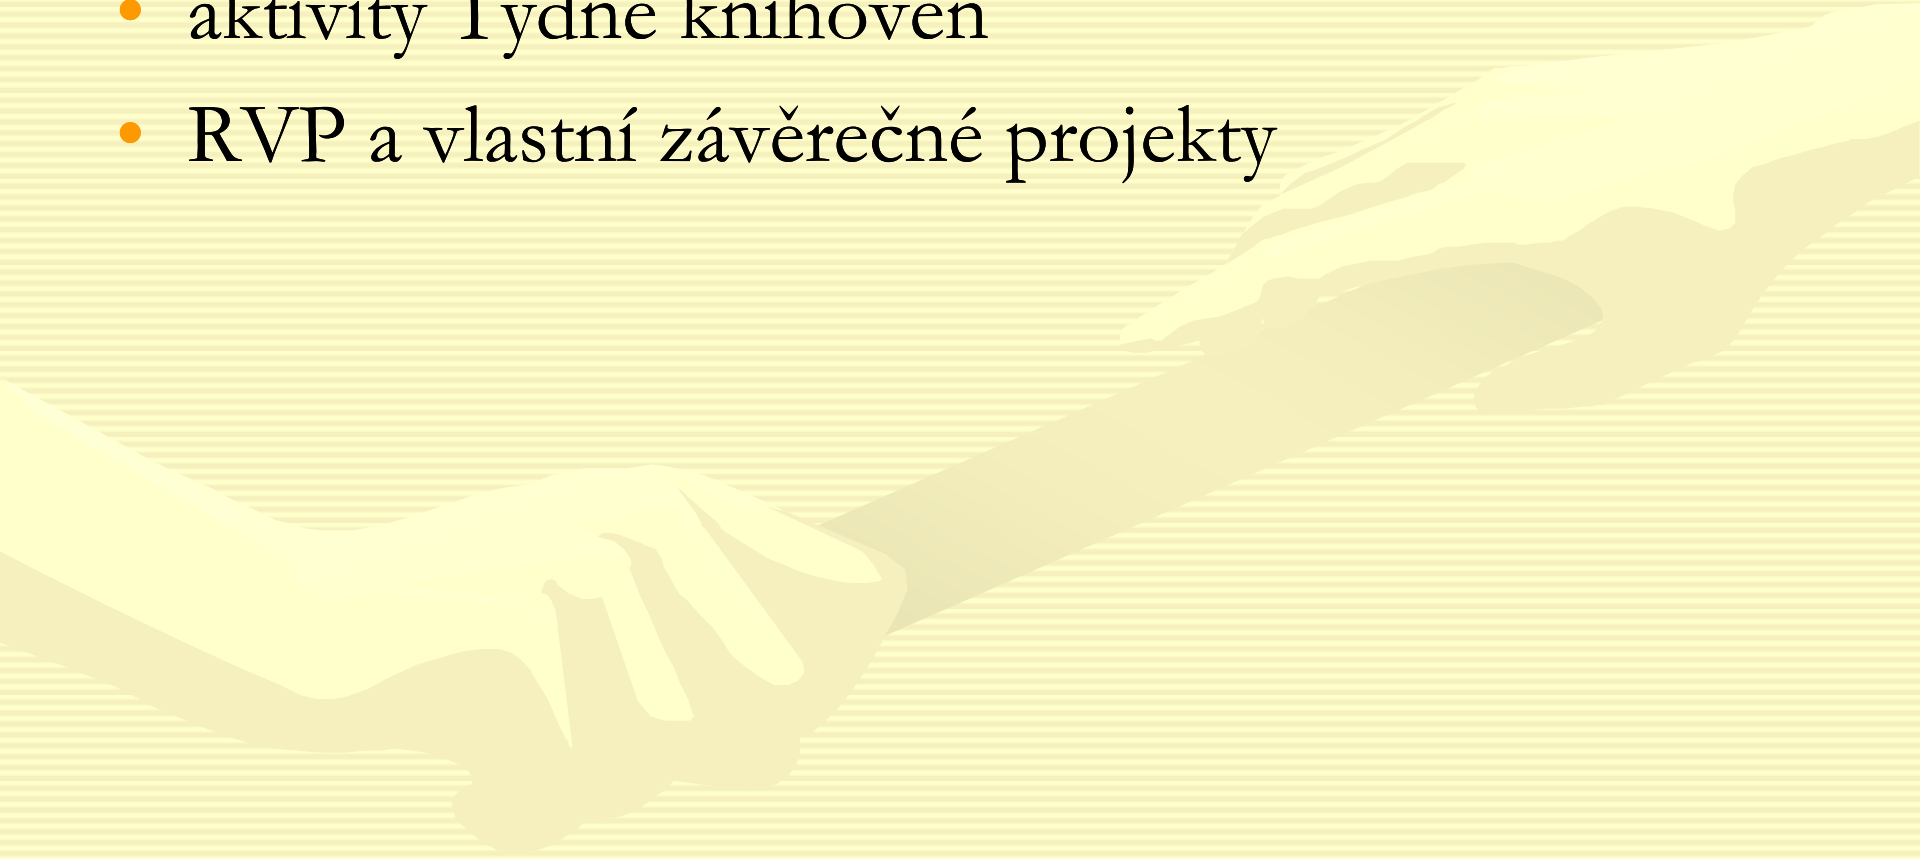 • aktivity Týdne knihoven
• RVP a vlastní závěrečné projekty